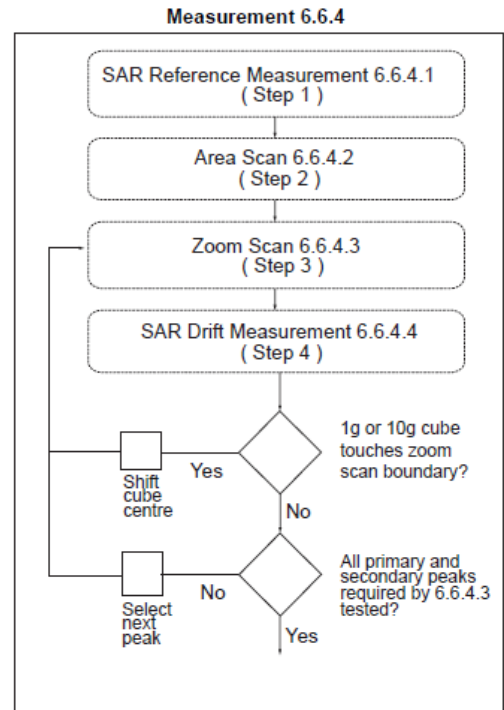 Measurement 6.6.4
SAR Reference Measurement 6.6.4.1
( Step 1 )
Area Scan 6.6.4.2
( Step 2 )
Zoom Scan 6.6.4.3
( Step 3 )
SAR Drift Measurement 6.6.4.4
( Step 4 )
1g or 10g cube
touches zoom
scan boundary?
Yes
Shift
cube
centre
No
All primary and
secondary peaks
required by 6.6.4.3
tested?
No
Select
next
peak
Yes